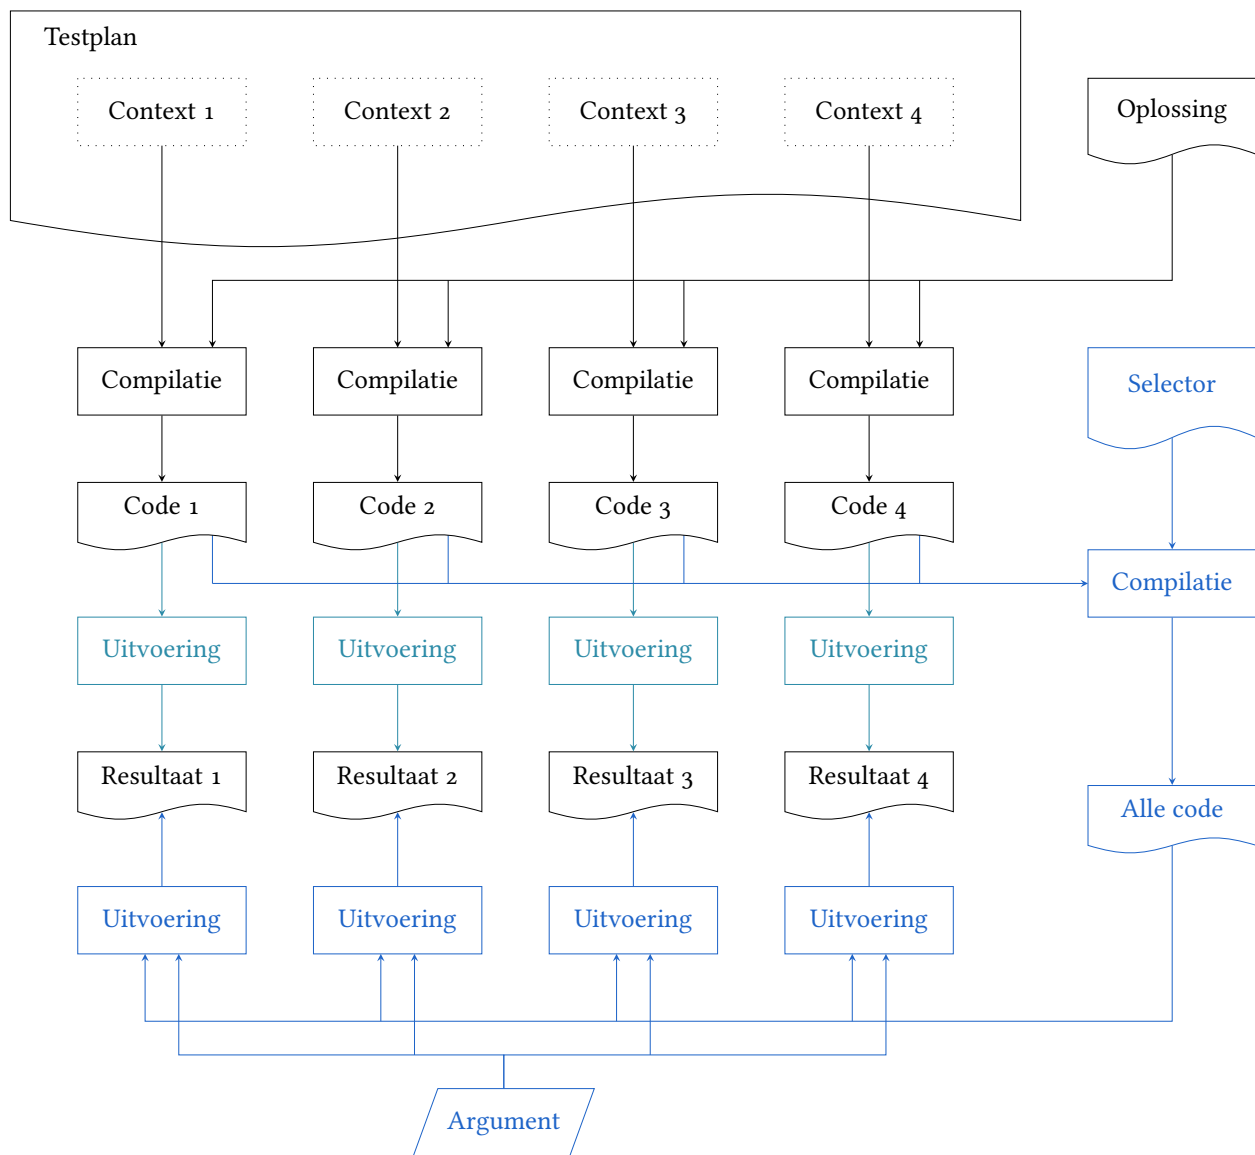 Testplan
Context 1
Context 2
Context 3
Context 4
Oplossing
Compilatie
Compilatie
Compilatie
Compilatie
Selector
Code 1
Code 2
Code 3
Code 4
Compilatie
Uitvoering
Uitvoering
Uitvoering
Uitvoering
Resultaat 1
Resultaat 2
Resultaat 3
Resultaat 4
Alle code
Uitvoering
Uitvoering
Uitvoering
Uitvoering
Argument